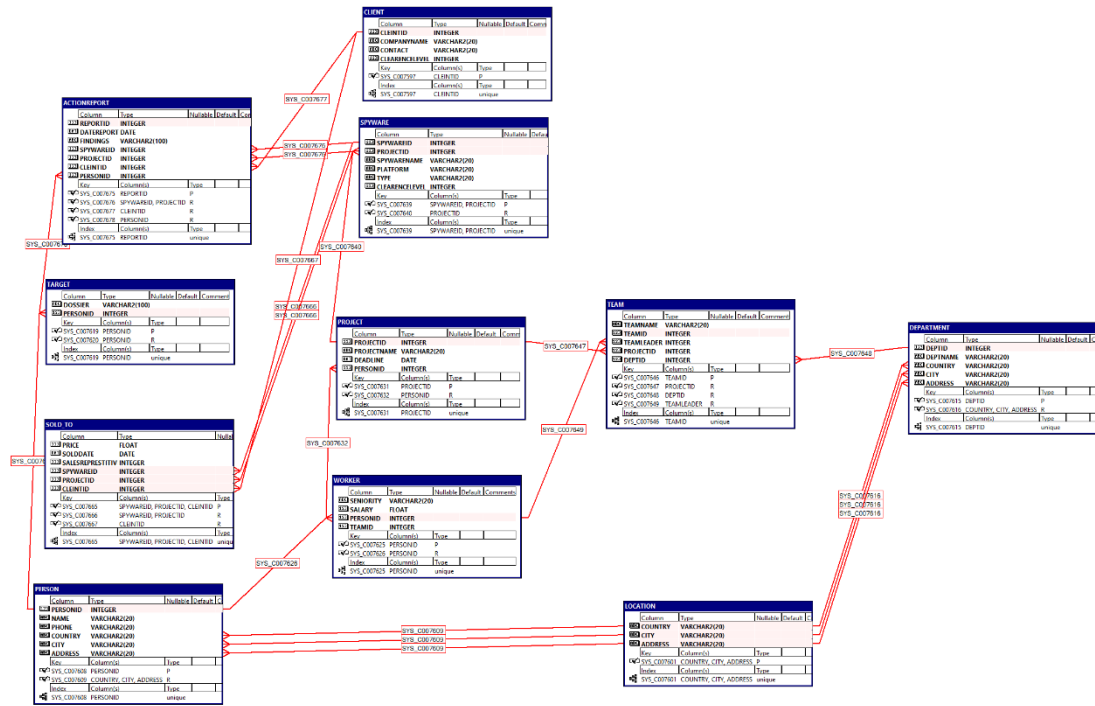 CLIENT
Column Type Nullable Default Comm
CLEINTID INTEGER
COMPANYNAME VARCHAR2(20)
CONTACT VARCHAR2(20)
CLEARENCELEVEL INTEGER
Key Column(s) Type
SYS_C007597 CLEINTID P
Index Column(s) Type
SYS_C007597 CLEINTID unique
SYS_C007677
ACTIONREPORT
Column Type Nullable Default Con
REPORTID INTEGER
DATEREPORT DATE
FINDINGS VARCHAR2(100)
SPYWAREID INTEGER
PROJECTID INTEGER
CLEINTID INTEGER
PERSONID INTEGER
Key Column(s) Type
SYS_C007675 REPORTID P
SYS_C007676 SPYWAREID, PROJECTID R
SYS_C007677 CLEINTID R
SYS_C007678 PERSONID R
Index Column(s) Type
SYS_C007675 REPORTID unique
SYS_C007676
SYS_C007676
SPYWARE
Column Type Nullable Defau
SPYWAREID INTEGER
PROJECTID INTEGER
SPYWARENAME VARCHAR2(20)
PLATFORM VARCHAR2(20)
TYPE VARCHAR2(20)
CLEARENCELEVEL INTEGER
Key Column(s) Type
SYS_C007639 SPYWAREID, PROJECTID P
SYS_C007640 PROJECTID R
Index Column(s) Type
SYS_C007639 SPYWAREID, PROJECTID unique
SYS_C007640
SYS_C007667
TARGET
Column Type Nullable Default Comment
DOSSIER VARCHAR2(100)
PERSONID INTEGER
Key Column(s) Type
SYS_C007619 PERSONID P
SYS_C007620 PERSONID R
Index Column(s) Type
SYS_C007619 PERSONID unique
SYS_C007666
SYS_C007666
PROJECT
Column Type Nullable Default Comm
PROJECTID INTEGER
PROJECTNAME VARCHAR2(20)
DEADLINE DATE
PERSONID INTEGER
Key Column(s) Type
SYS_C007631 PROJECTID P
SYS_C007632 PERSONID R
Index Column(s) Type
SYS_C007631 PROJECTID unique
SYS_C007647
TEAM
Column Type Nullable Default Comment
TEAMNAME VARCHAR2(20)
TEAMID INTEGER
TEAMLEADER INTEGER
PROJECTID INTEGER
DEPTID INTEGER
Key Column(s) Type
SYS_C007646 TEAMID P
SYS_C007647 PROJECTID R
SYS_C007648 DEPTID R
SYS_C007649 TEAMLEADER R
Index Column(s) Type
SYS_C007646 TEAMID unique
SYS_C007648
DEPARTMENT
Column Type Nullable Default Comment
DEPTID INTEGER
DEPTNAME VARCHAR2(20)
COUNTRY VARCHAR2(20)
CITY VARCHAR2(20)
ADDRESS VARCHAR2(20)
Key Column(s) Type
SYS_C007615 DEPTID P
SYS_C007616 COUNTRY, CITY, ADDRESS R
Index Column(s) Type
SYS_C007615 DEPTID unique
SOLD_TO
Column Type Nulla
PRICE FLOAT
SOLDDATE DATE
SALESREPRESTITIV INTEGER
SPYWAREID INTEGER
PROJECTID INTEGER
CLEINTID INTEGER
Key Column(s) Type
SYS_C007665 SPYWAREID, PROJECTID, CLEINTID P
SYS_C007666 SPYWAREID, PROJECTID R
SYS_C007667 CLEINTID R
Index Column(s) Type
SYS_C007665 SPYWAREID, PROJECTID, CLEINTID uniqu
SYS_C007632
SYS_C007649
WORKER
Column Type Nullable Default Comments
SENIORITY VARCHAR2(20)
SALARY FLOAT
PERSONID INTEGER
TEAMID INTEGER
Key Column(s) Type
SYS_C007625 PERSONID P
SYS_C007626 PERSONID R
Index Column(s) Type
SYS_C007625 PERSONID unique
SYS_C007616
SYS_C007616
SYS_C007616
SYS_C007626
PERSON
Column Type Nullable Default C
PERSONID INTEGER
NAME VARCHAR2(20)
PHONE VARCHAR2(20)
COUNTRY VARCHAR2(20)
CITY VARCHAR2(20)
ADDRESS VARCHAR2(20)
Key Column(s) Type
SYS_C007608 PERSONID P
SYS_C007609 COUNTRY, CITY, ADDRESS R
Index Column(s) Type
SYS_C007608 PERSONID unique
SYS_C007609
SYS_C007609
SYS_C007609
LOCATION
Column Type Nullable Default C
COUNTRY VARCHAR2(20)
CITY VARCHAR2(20)
ADDRESS VARCHAR2(20)
Key Column(s) Type
SYS_C007601 COUNTRY, CITY, ADDRESS P
Index Column(s) Type
SYS_C007601 COUNTRY, CITY, ADDRESS unique